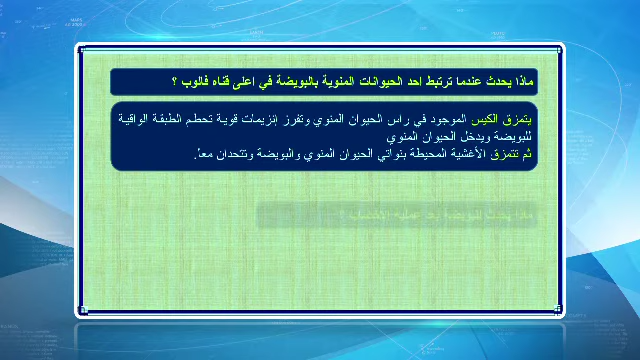 ماذا يحدث عندما ترتبط احد الحيوانات المنوية بالبويضة في اعلى قناه فالوب ؟
يتمزق الكيس الموجود في راس الحيوان المنوي وتفرز انزيمات قوية تحطم الطبقة الواقية
للبويضة ويدخل الحيوان المنوي
ثم تتمزق الأغشية المحيطة بنواتي الحيوان المنوي والبويضة وتتحدان معاً.
ماذا يحدث للبويضة بعد عملية الاخصاب